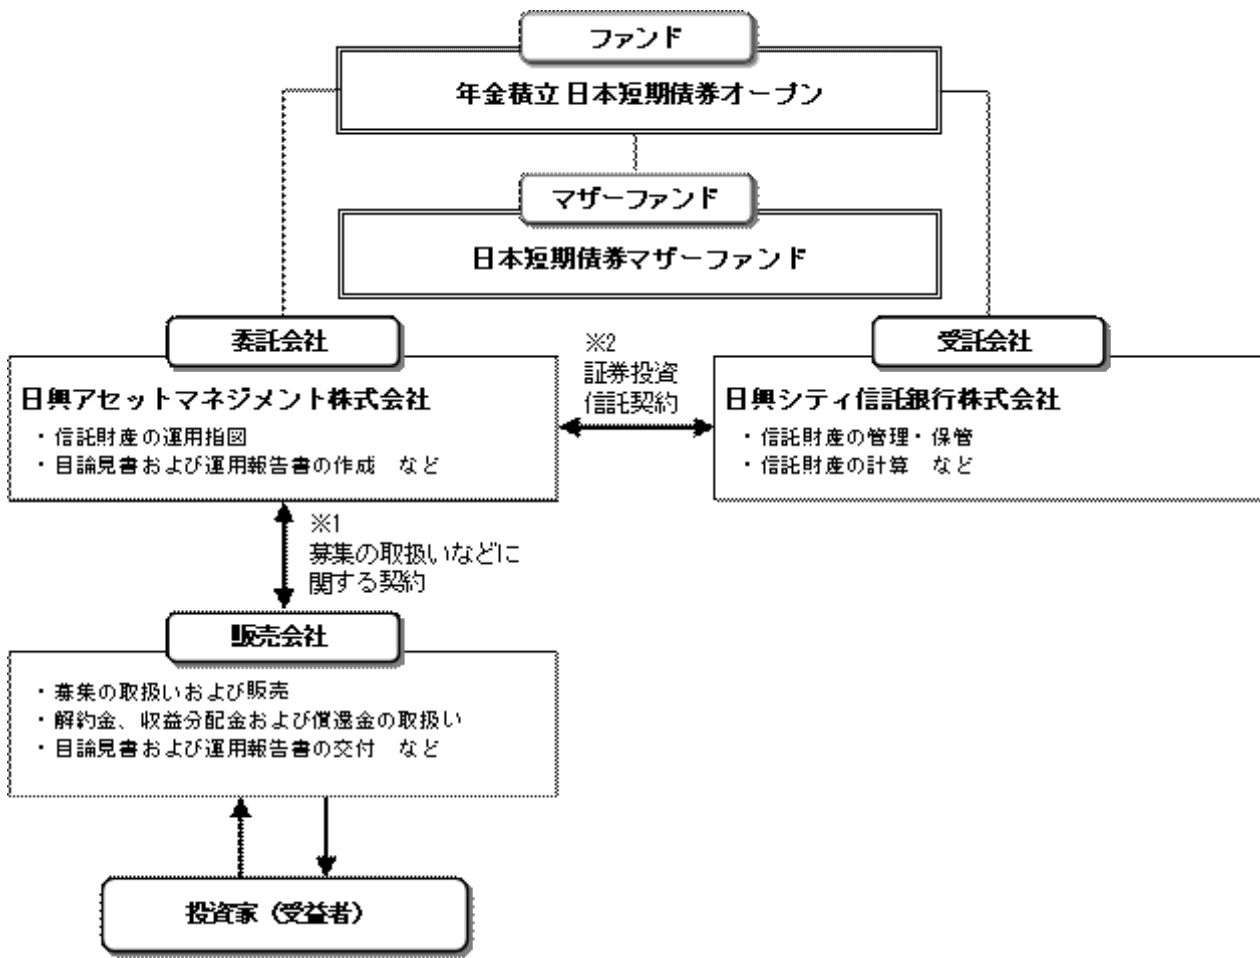 ファンド
年金積立 日本短期債券オープン
マザーファンド
日本短期債券マザーファンド
委託会社
日興アセットマネジメント株式会社
・信託財産の運用指図
・目論見書および運用報告書の作成 など
※2
証券投資
信託契約
受託会社
日興シティ信託銀行株式会社
・信託財産の管理・保管
・信託財産の計算 など
※1
募集の取扱いなどに
関する契約
販売会社
・募集の取扱いおよび販売
・解約金、収益分配金および償還金の取扱い
・目論見書および運用報告書の交付 など
投資家（受益者）